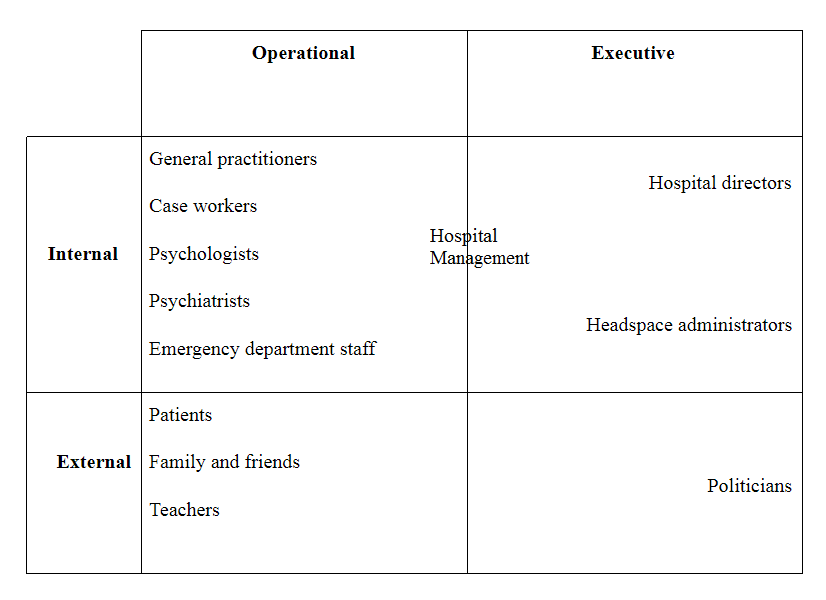 Operational
Executive
Internal
General practitioners
Case workers
Psychologists
Psychiatrists
Emergency department staff
Hospital
Management
Hospital directors
Headspace administrators
External
Patients
Family and friends
Teachers
Politicians